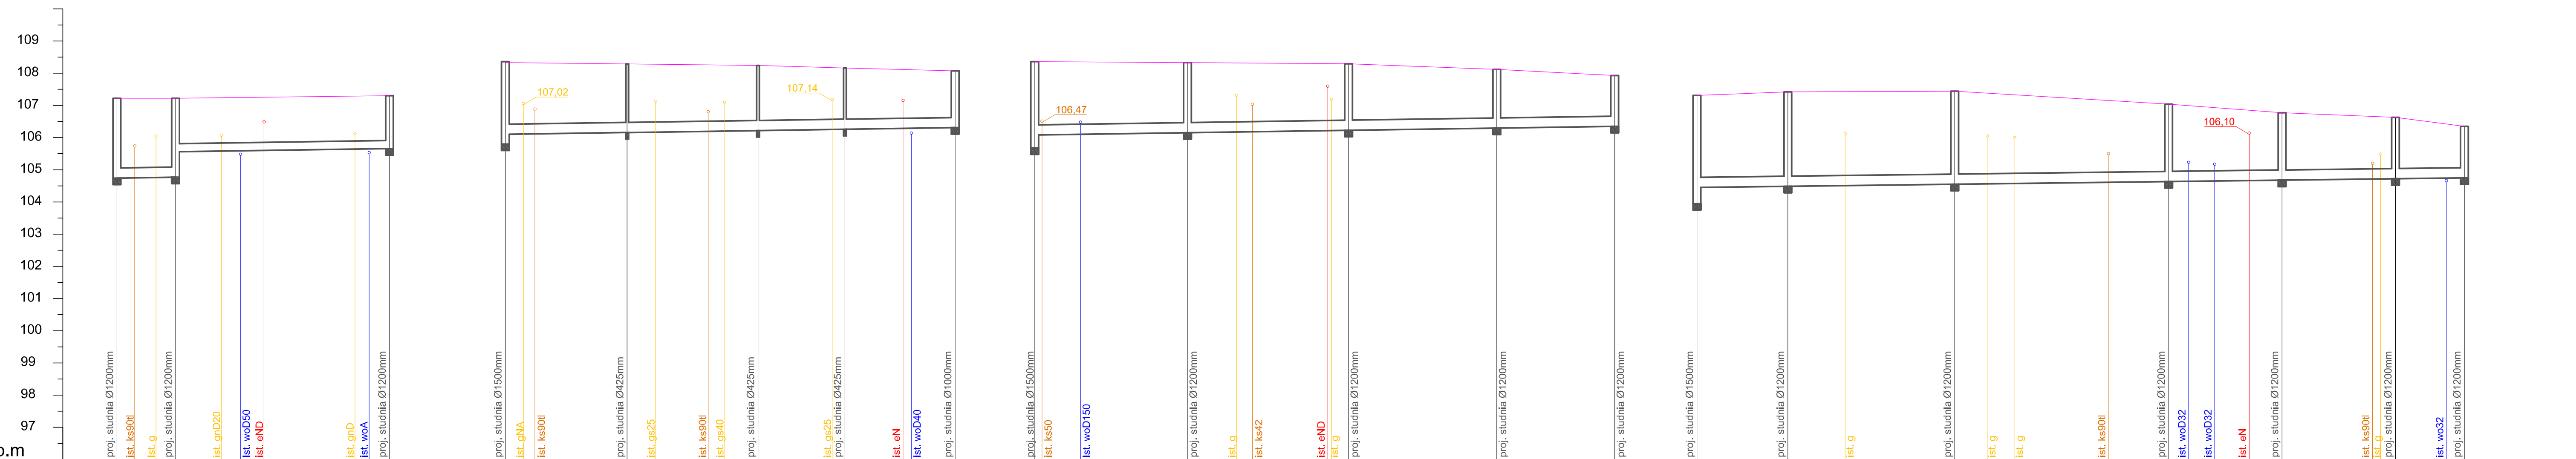 109
108
107
106
105
104
103
102
101
100
99
98
97
o.m
107,02
107,14
106,47
106,10
proj. studnia Ø1200mm
ist. ks90tł
ist. g
proj. studnia Ø1200mm
ist. gnD20
ist. woD50
ist. eND
ist. gnD
ist. woA
proj. studnia Ø1200mm
proj. studnia Ø1500mm
ist. gNA
ist. ks90tł
proj. studnia Ø425mm
ist. gs25
ist. ks90tł
ist. gs40
proj. studnia Ø425mm
ist. gs25
proj. studnia Ø425mm
ist. eN
ist. woD40
proj. studnia Ø1000mm
proj. studnia Ø1500mm
ist. ks50
ist. woD150
proj. studnia Ø1200mm
ist. g
ist. ks42
ist. eND
ist. g
proj. studnia Ø1200mm
proj. studnia Ø1200mm
proj. studnia Ø1200mm
proj. studnia Ø1500mm
proj. studnia Ø1200mm
ist. g
proj. studnia Ø1200mm
ist. g
ist. g
ist. ks90tł
proj. studnia Ø1200mm
ist. woD32
ist. woD32
ist. eN
proj. studnia Ø1200mm
ist. ks90tł
ist. g
proj. studnia Ø1200mm
ist. wo32
proj. studnia Ø1200mm